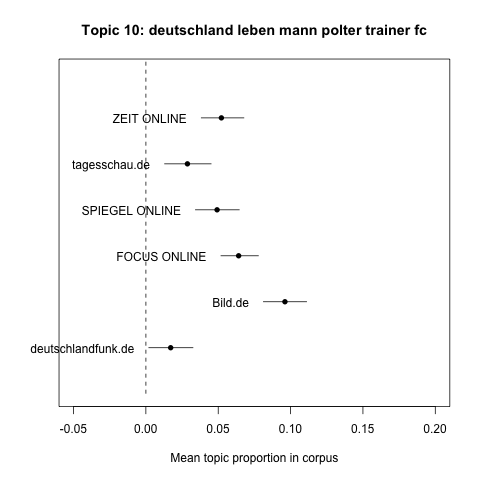 Topic 10: deutschland leben mann polter trainer fc
ZEIT ONLINE
tagesschau.de
SPIEGEL ONLINE
FOCUS ONLINE
Bild.de
deutschlandfunk.de
-0.05 0.00 0.05 0.10 0.15 0.20
Mean topic proportion in corpus